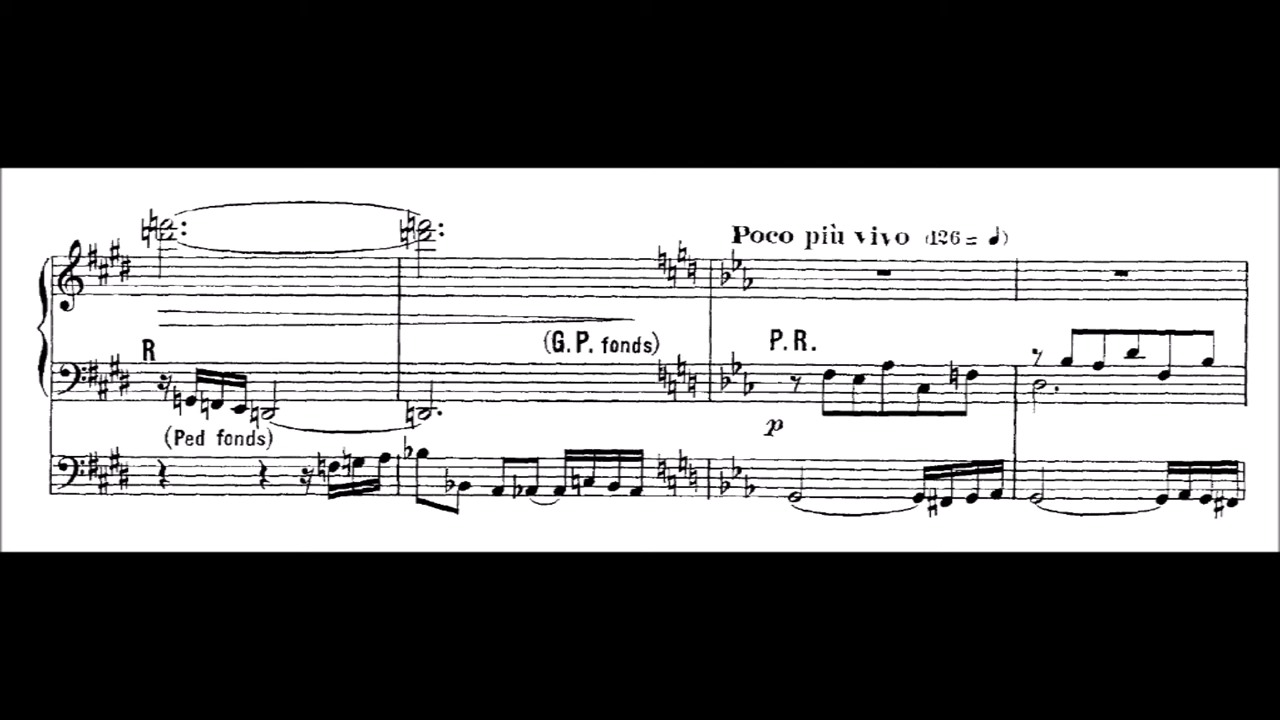 Poco più vivo (126 = ♩)
R
(G.P. fonds)
P.R.
p
(Ped fonds)